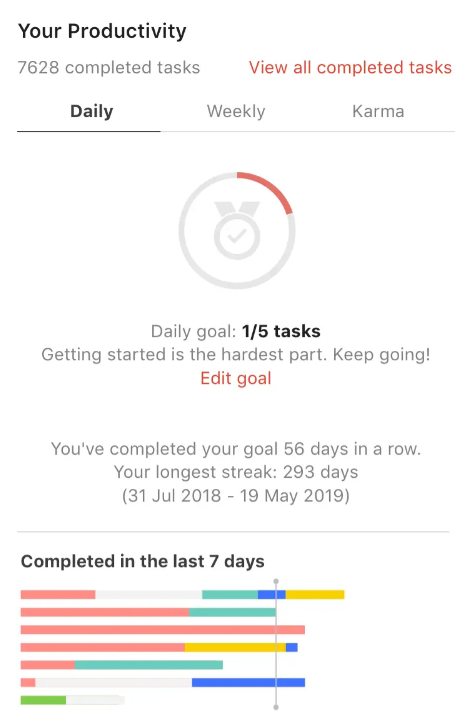 Your Productivity
7628 completed tasks View all completed tasks
Daily Weekly Karma
Daily goal: 1/5 tasks
Getting started is the hardest part. Keep going!
Edit goal
You've completed your goal 56 days in a row.
Your longest streak: 293 days
(31 Jul 2018 - 19 May 2019)
Completed in the last 7 days